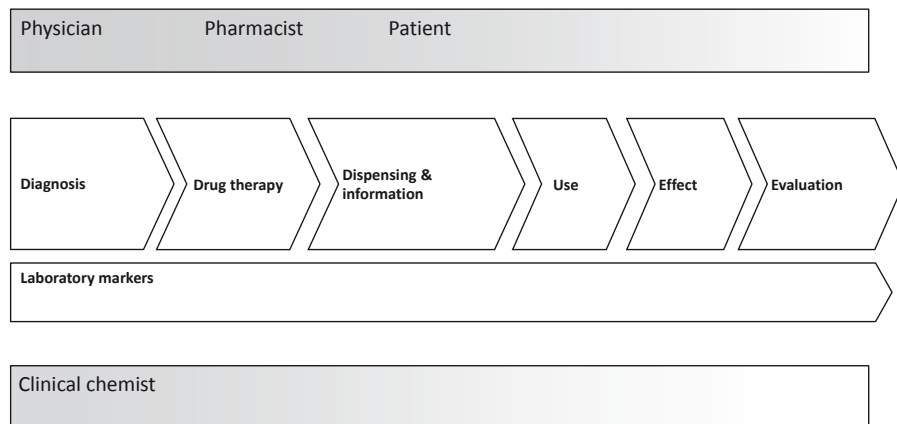 Physician Pharmacist Patient
Diagnosis
Drug therapy
Dispensing &
information
Use
Effect
Evaluation
Laboratory markers
Clinical chemist